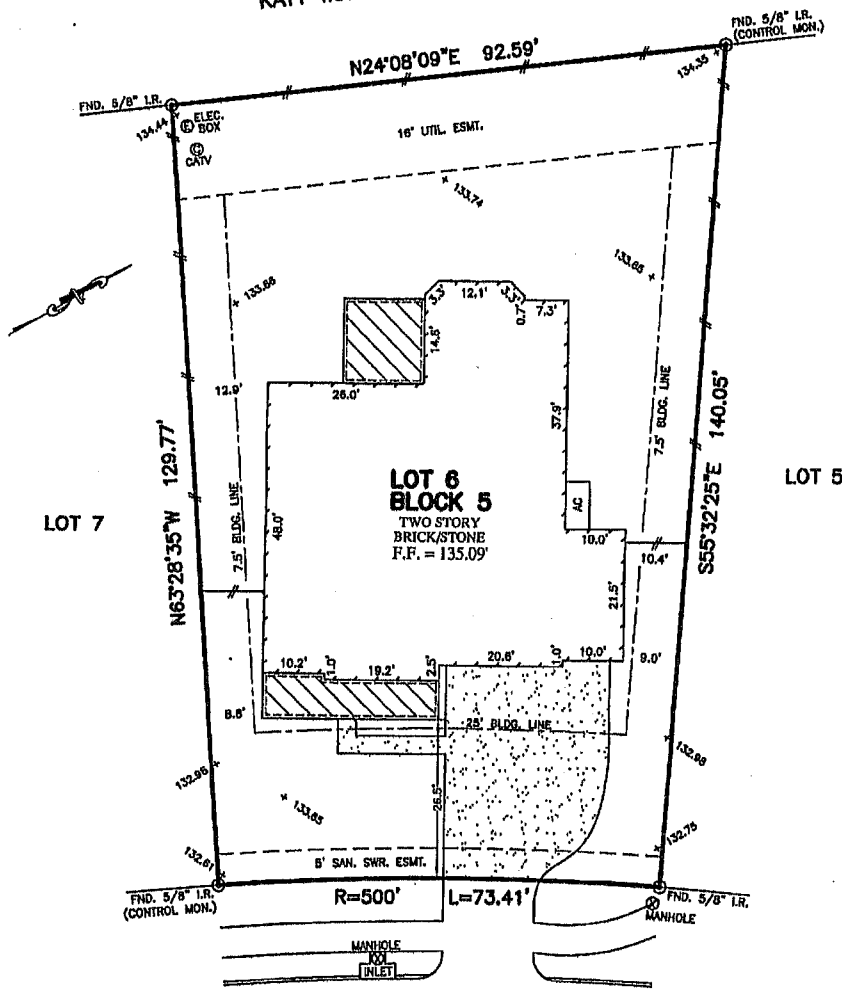 FND. 5/8" I.R.
(CONTROL MON.)
N24°08'09"E 92.59'
134.35
FND. 5/8" I.R.
134.44
ELEC.
E BOX
C
CATV
16' UTIL. ESMT.
133.74
133.65
133.66
N
3.3'
12.1'
3.3'
0.7'
7.3'
14.5'
12.9'
26.0'
37.9'
7.5' BLDG. LINE
S55°32'25"E 140.05'
N63°28'35"W 129.77'
LOT 6
BLOCK 5
TWO STORY
BRICK/STONE
F.F. = 135.09'
LOT 5
LOT 7
AC
48.0'
7.5' BLDG. LINE
10.0'
10.4'
21.5'
10.2'
1.0'
19.2'
2.5'
20.6'
1.0'
10.0'
9.0'
25' BLDG. LINE
132.96
132.98
133.65
26.5'
132.75
132.61
SAN. SWR. ESMT.
FND. 5/8" I.R.
(CONTROL MON.)
R=500' L=73.41'
FND. 5/8" I.R.
MANHOLE
MANHOLE
INLET